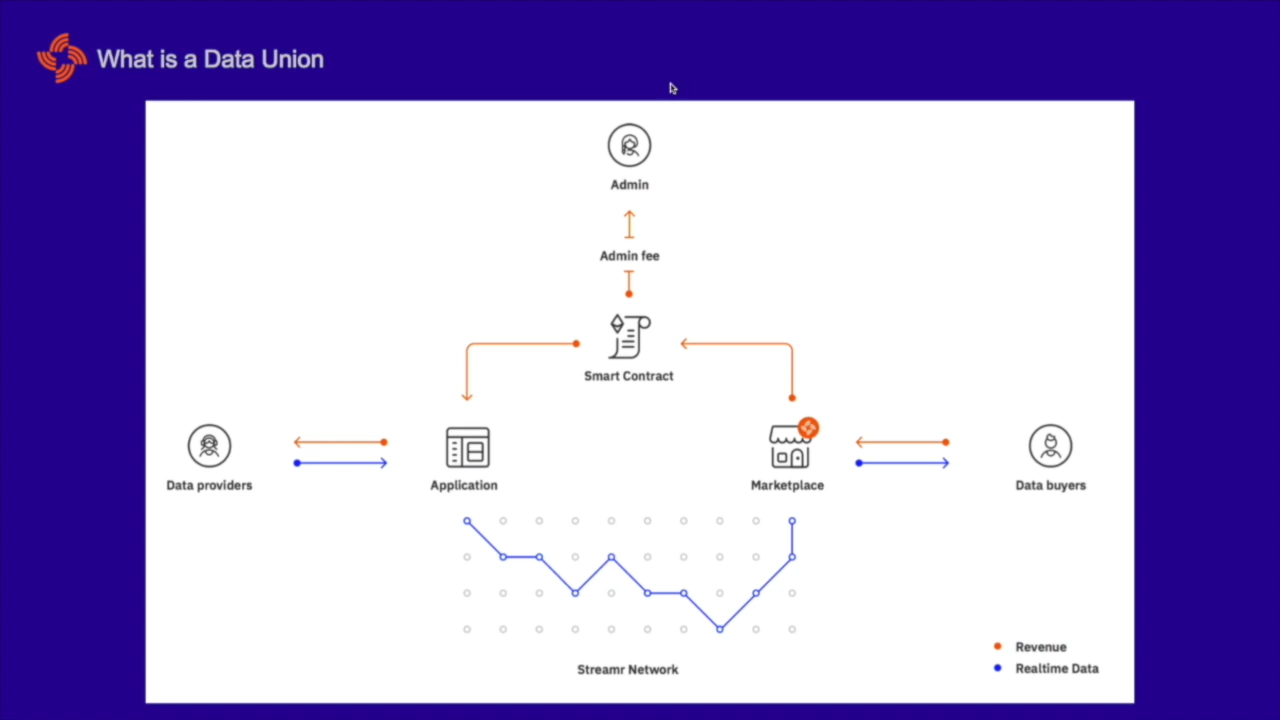 What is a Data Union
Admin
Admin fee
Smart Contract
Data providers
Application
Marketplace
Data buyers
Streamr Network
Revenue
Realtime Data